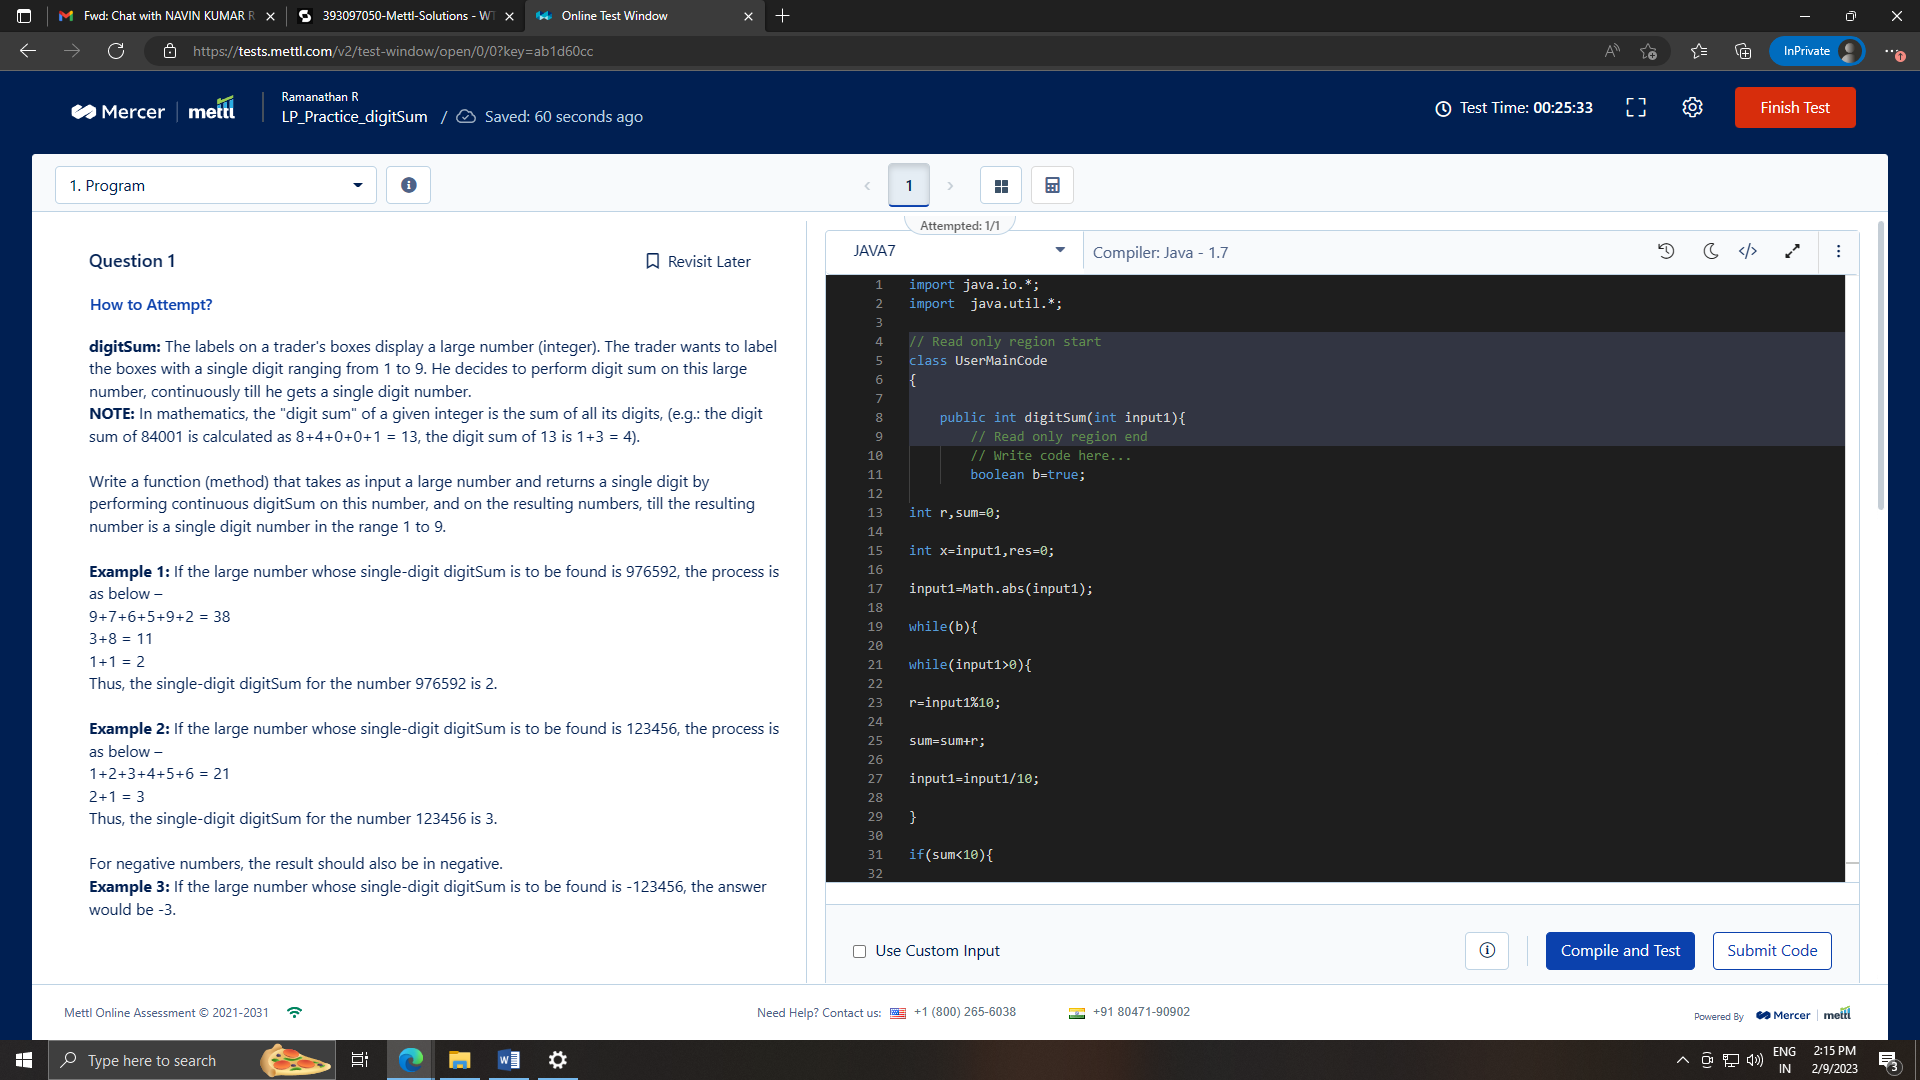 Fwd: Chat with NAVIN KUMAR R
393097050-Mettl-Solutions - WT
Online Test Window
https://tests.mettl.com/v2/test-window/open/0/0?key=ab1d60cc
InPrivate
Mercer | mettl
Ramanathan R
LP_Practice_digitSum / Saved: 60 seconds ago
Test Time: 00:25:33
Finish Test
1. Program
1
Attempted: 1/1
Question 1
Revisit Later
How to Attempt?
digitSum: The labels on a trader's boxes display a large number (integer). The trader wants to label
the boxes with a single digit ranging from 1 to 9. He decides to perform digit sum on this large
number, continuously till he gets a single digit number.
NOTE: In mathematics, the "digit sum" of a given integer is the sum of all its digits, (e.g.: the digit
sum of 84001 is calculated as 8+4+0+0+1 = 13, the digit sum of 13 is 1+3 = 4).
Write a function (method) that takes as input a large number and returns a single digit by
performing continuous digitSum on this number, and on the resulting numbers, till the resulting
number is a single digit number in the range 1 to 9.
Example 1: If the large number whose single-digit digitSum is to be found is 976592, the process is
as below –
9+7+6+5+9+2 = 38
3+8 = 11
1+1 = 2
Thus, the single-digit digitSum for the number 976592 is 2.
Example 2: If the large number whose single-digit digitSum is to be found is 123456, the process is
as below –
1+2+3+4+5+6 = 21
2+1 = 3
Thus, the single-digit digitSum for the number 123456 is 3.
For negative numbers, the result should also be in negative.
Example 3: If the large number whose single-digit digitSum is to be found is -123456, the answer
would be -3.
JAVA7
Compiler: Java - 1.7
1 import java.io.*;
2 import  java.util.*;
3
4 // Read only region start
5 class UserMainCode
6 {
7
8     public int digitSum(int input1){
9         // Read only region end
10         // Write code here...
11         boolean b=true;
12
13 int r,sum=0;
14
15 int x=input1,res=0;
16
17 input1=Math.abs(input1);
18
19 while(b){
20
21 while(input1>0){
22
23 r=input1%10;
24
25 sum=sum+r;
26
27 input1=input1/10;
28
29 }
30
31 if(sum<10){
32
Use Custom Input
Compile and Test
Submit Code
Mettl Online Assessment © 2021-2031
Need Help? Contact us: +1 (800) 265-6038
+91 80471-90902
Powered By Mercer | mettl
Type here to search
ENG
IN
2:15 PM
2/9/2023
3